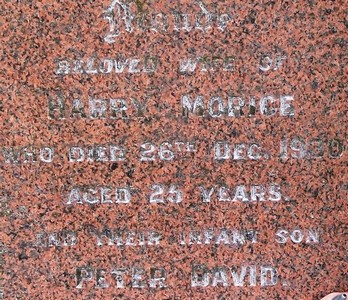 Maude
BELOVED WIFE OF
HARRY MORICE
WHO DIED 26TH DEC. 1920
AGED 25 YEARS.
AND THEIR INFANT SON
PETER DAVID.